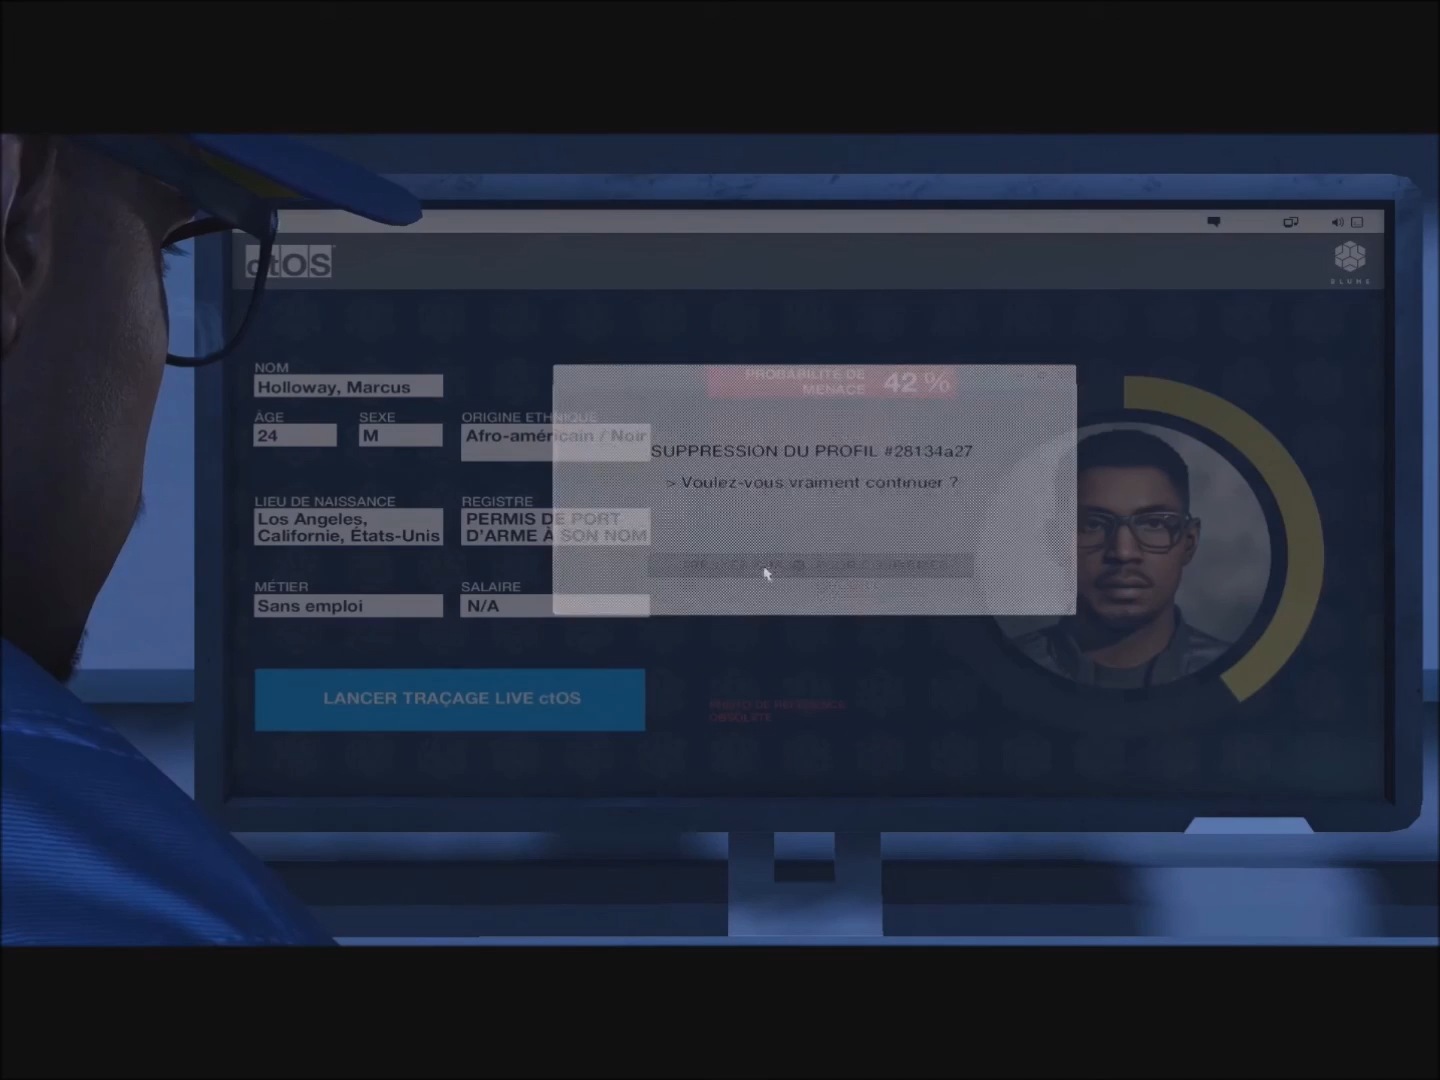 ctOS
BLUME
NOM
Holloway, Marcus
ÂGE
24
SEXE
M
ORIGINE ETHNIQUE
Afro-américain / Noir
LIEU DE NAISSANCE
Los Angeles,
Californie, États-Unis
REGISTRE
PERMIS DE PORT
D'ARME À SON NOM
MÉTIER
Sans emploi
SALAIRE
N/A
LANCER TRAÇAGE LIVE ctOS
PROBABILITÉ DE
MENACE
42 %
SUPPRESSION DU PROFIL #28134a27
> Voulez-vous vraiment continuer ?
PHOTO DE RÉFÉRENCE
OBSOLÈTE